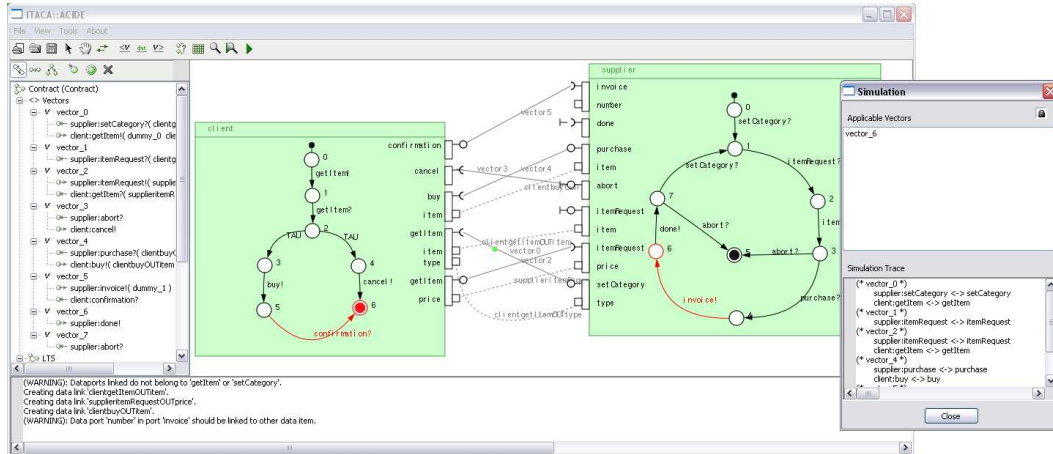 ITACA::ACIDE
File View Tools About
Contract (Contract)
<> Vectors
V vector_0
supplier:setCategory?( clientg
client:getItem!( dummy_0 clie
V vector_1
supplier:itemRequest?( clientg
V vector_2
supplier:itemRequest!( supplie
client:getItem?( supplieritemR
V vector_3
supplier:abort?
client:cancel!
V vector_4
supplier:purchase?( clientbuyO
client:buy!( clientbuyOUTitem
V vector_5
supplier:invoice!( dummy_1 )
client:confirmation?
V vector_6
supplier:done!
V vector_7
supplier:abort?
LTS
client
0
getItem!
1
getItem?
2
TAU
TAU
3
4
buy!
cancel!
5
6
confirmation?
confirmation
cancel
buy
item
getItem
item
type
getItem
price
vector5
vector3
vector4
clientgetItemOUTitem
vector0
vector2
clientgetItemOUTtype
supplier
invoice
number
done
purchase
item
abort
itemRequest
item
itemRequest
price
setCategory
type
0
setCategory?
1
setCategory?
itemRequest?
7
2
abort?
done!
5
abort?
3
6
invoice!
purchase?
4
Simulation
Applicable Vectors
vector_6
Simulation Trace
(* vector_0 *)
supplier:setCategory <-> setCategory
client:getItem <-> getItem
(* vector_1 *)
supplier:itemRequest <-> itemRequest
(* vector_2 *)
supplier:itemRequest <-> itemRequest
client:getItem <-> getItem
(* vector_4 *)
supplier:purchase <-> purchase
client:buy <-> buy
Close
(WARNING): Dataports linked do not belong to 'getItem' or 'setCategory'.
Creating data link 'clientgetItemOUTitem'.
Creating data link 'supplieritemRequestOUTprice'.
Creating data link 'clientbuyOUTitem'.
(WARNING): Data port 'number' in port 'invoice' should be linked to other data item.